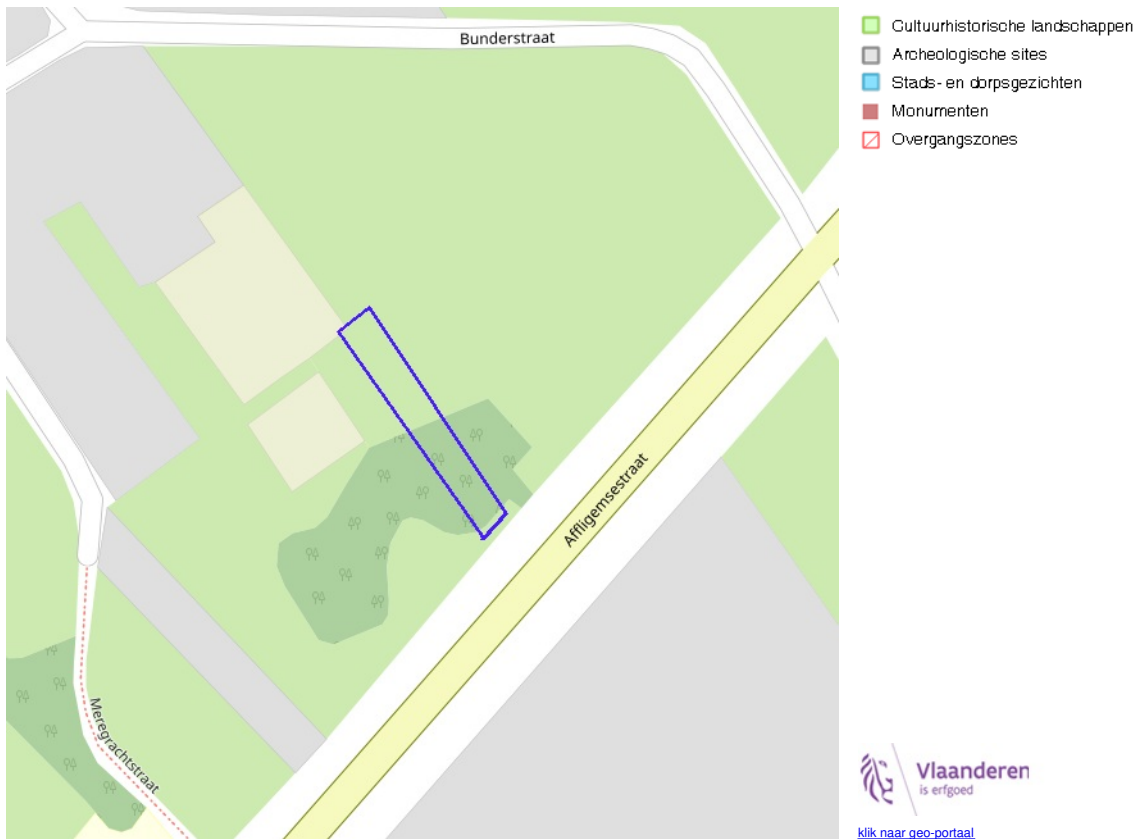 Bunderstraat
Affligemsestraat
Meregrachtstraat
Cultuurhistorische landschappen
Archeologische sites
Stads- en dorpsgezichten
Monumenten
Overgangszones
Vlaanderen
is erfgoed
klik naar geo-portaal